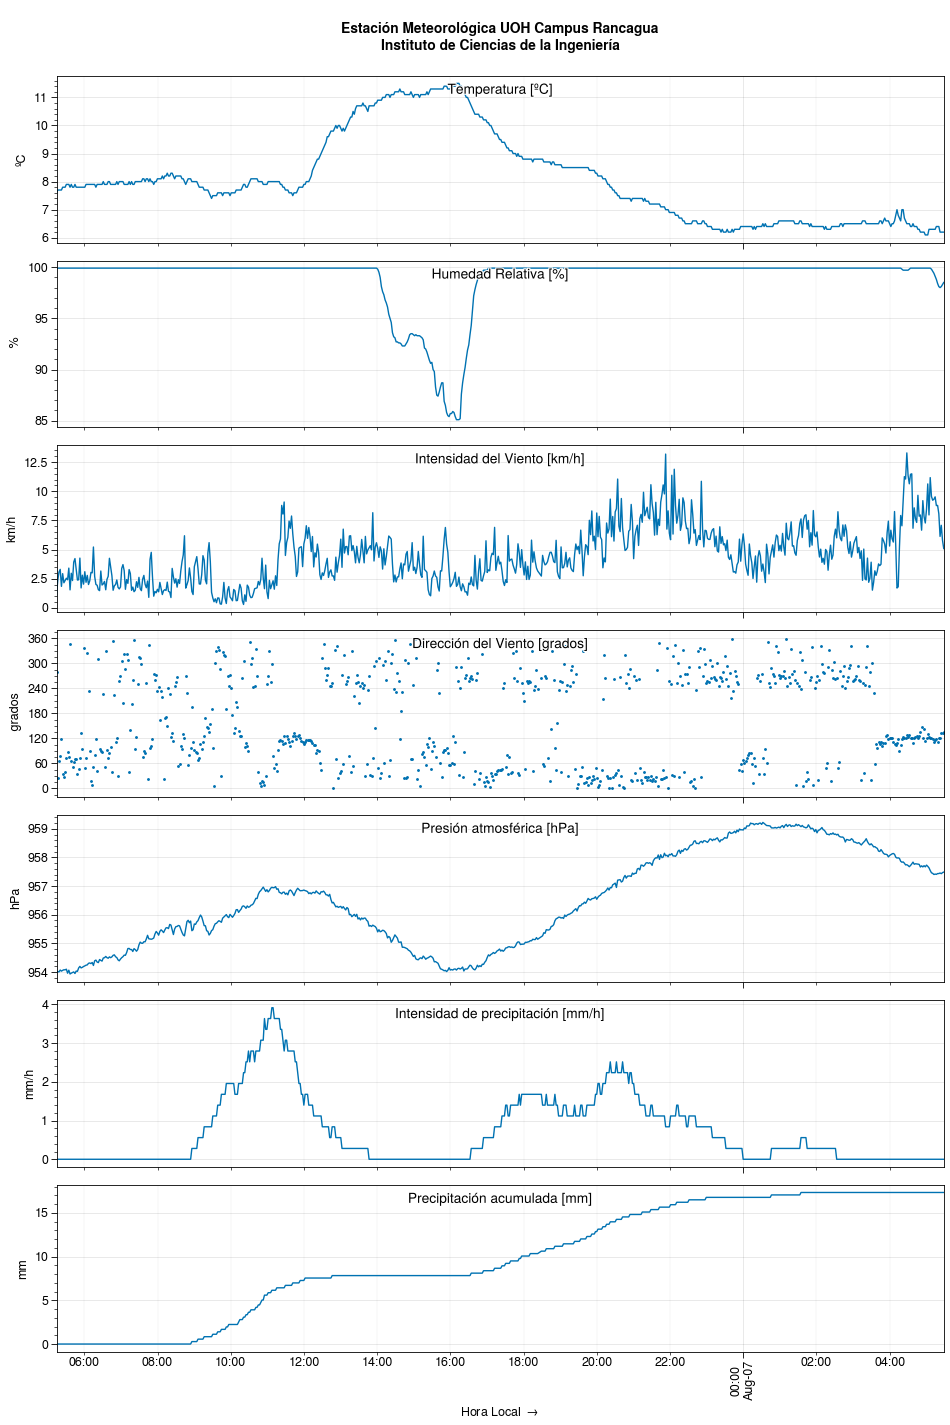 Estación Meteorológica UOH Campus Rancagua
Instituto de Ciencias de la Ingeniería
Temperatura [ºC]
ºC
11
10
9
8
7
6
Humedad Relativa [%]
%
100
95
90
85
Intensidad del Viento [km/h]
km/h
12.5
10
7.5
5
2.5
0
Dirección del Viento [grados]
grados
360
300
240
180
120
60
0
Presión atmosférica [hPa]
hPa
959
958
957
956
955
954
Intensidad de precipitación [mm/h]
mm/h
4
3
2
1
0
Precipitación acumulada [mm]
mm
15
10
5
0
06:00 08:00 10:00 12:00 14:00 16:00 18:00 20:00 22:00 00:00 02:00 04:00
Aug-07
Hora Local →